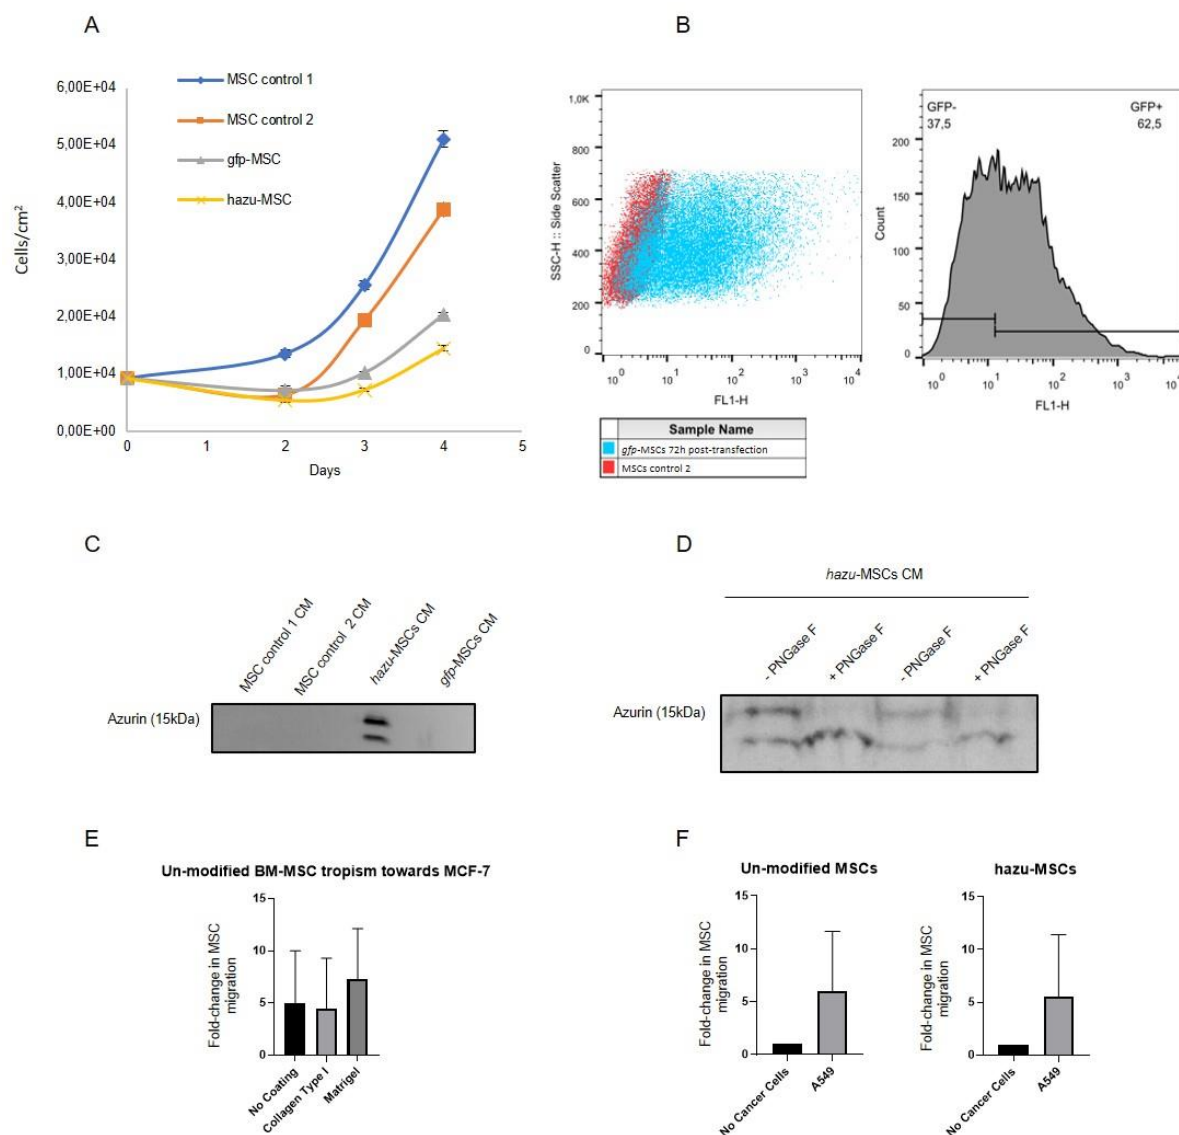 A
6,00E+04
5,00E+04
4,00E+04
3,00E+04
2,00E+04
1,00E+04
0,00E+00
Cells/cm²
0 1 2 3 4 5
Days
MSC control 1
MSC control 2
gfp-MSC
hazu-MSC
B
1,0K
800
600
400
200
0
SSC-H :: Side Scatter
10⁰ 10¹ 10² 10³ 10⁴
FL1-H
Sample Name
gfp-MSCs 72h post-transfection
MSCs control 2
GFP-
37,5
GFP+
62,5
200
150
100
50
0
Count
10⁰ 10¹ 10² 10³ 10⁴
FL1-H
C
MSC control 1 CM
MSC control 2 CM
hazu-MSCs CM
gfp-MSCs CM
Azurin (15kDa)
D
hazu-MSCs CM
- PNGase F
+ PNGase F
- PNGase F
+ PNGase F
Azurin (15kDa)
E
Un-modified BM-MSC tropism towards MCF-7
Fold-change in MSC
migration
15
10
5
0
No Coating
Collagen Type I
Matrigel
F
Un-modified MSCs
Fold-change in MSC
migration
15
10
5
0
No Cancer Cells
A549
hazu-MSCs
Fold-change in MSC
migration
15
10
5
0
No Cancer Cells
A549